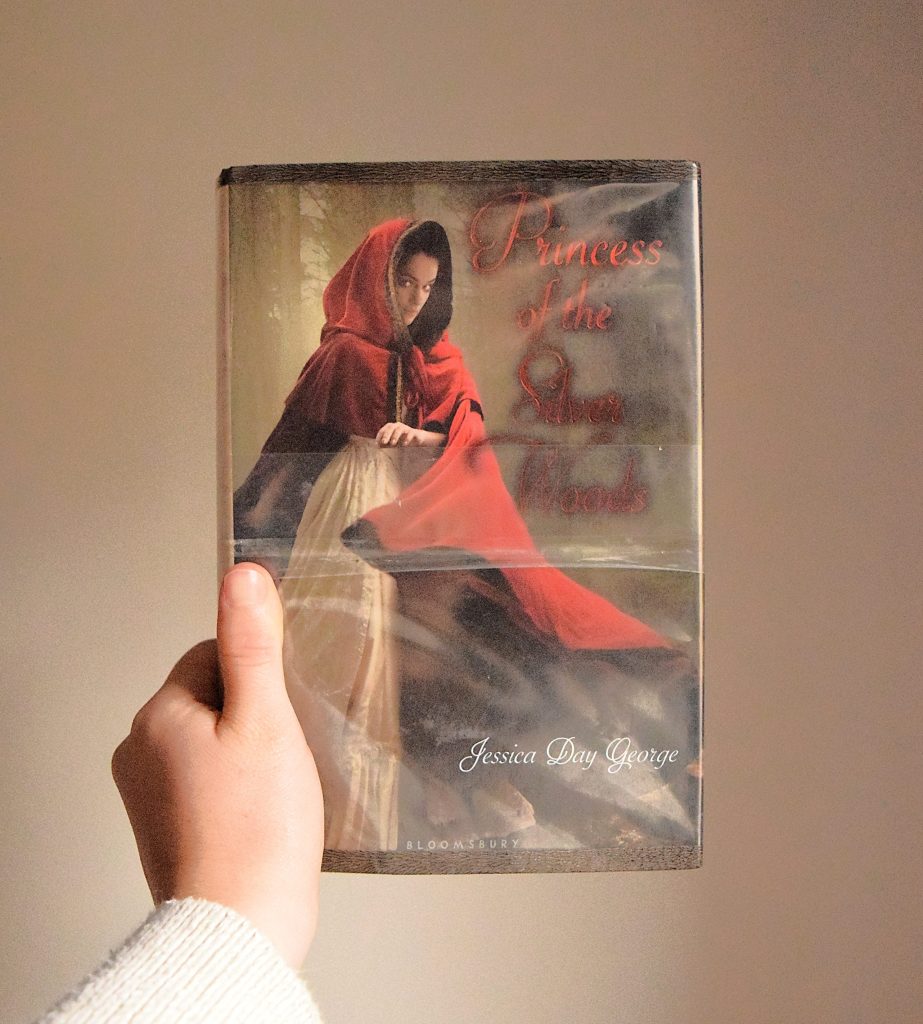 Princess
of the
Silver
Woods
Jessica Day George
BLOOMSBURY